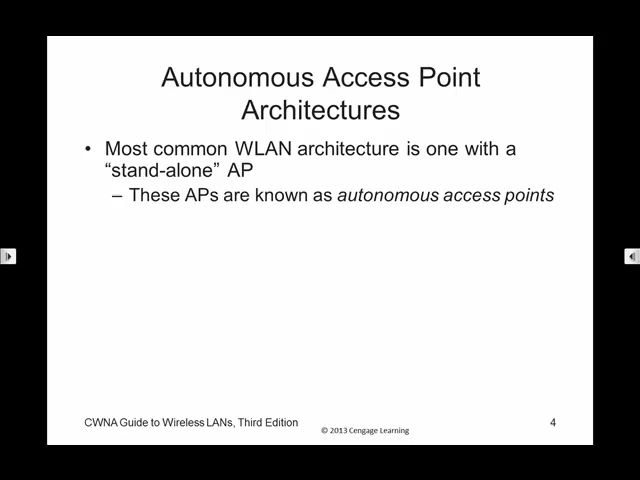 Autonomous Access Point
Architectures
• Most common WLAN architecture is one with a
“stand-alone” AP
– These APs are known as autonomous access points
CWNA Guide to Wireless LANs, Third Edition
© 2013 Cengage Learning
4